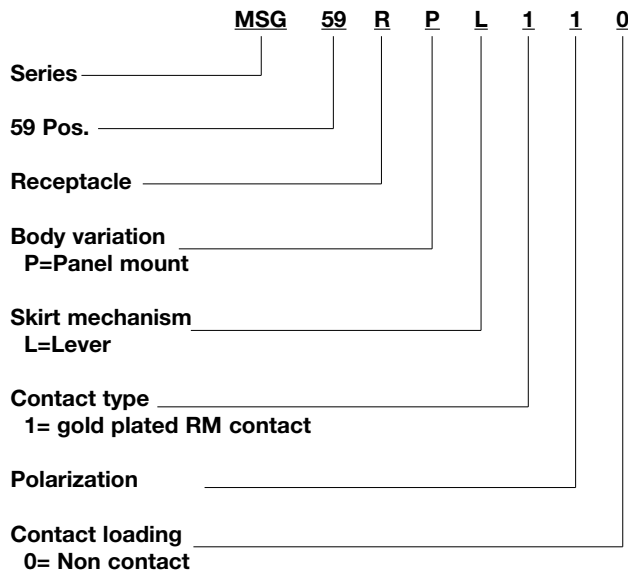 MSG 59 R P L 1 1 0
Series
59 Pos.
Receptacle
Body variation
P=Panel mount
Skirt mechanism
L=Lever
Contact type
1= gold plated RM contact
Polarization
Contact loading
0= Non contact